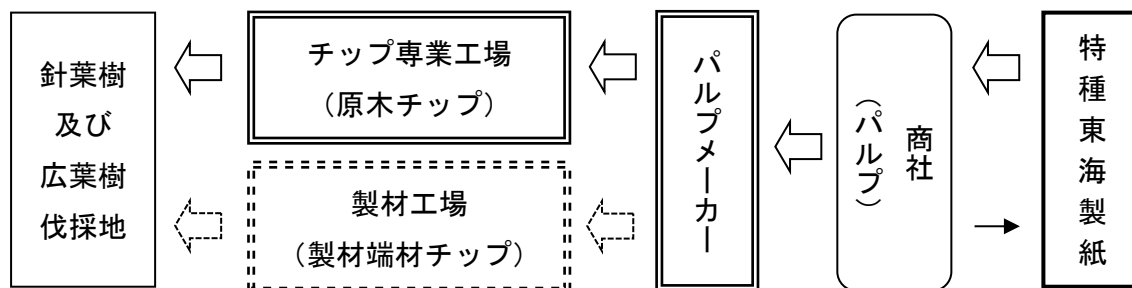 針葉樹
及び
広葉樹
伐採地
チップ専業工場
（原木チップ）
製材工場
（製材端材チップ）
パルプメーカー
商社
（パルプ）
特種東海製紙